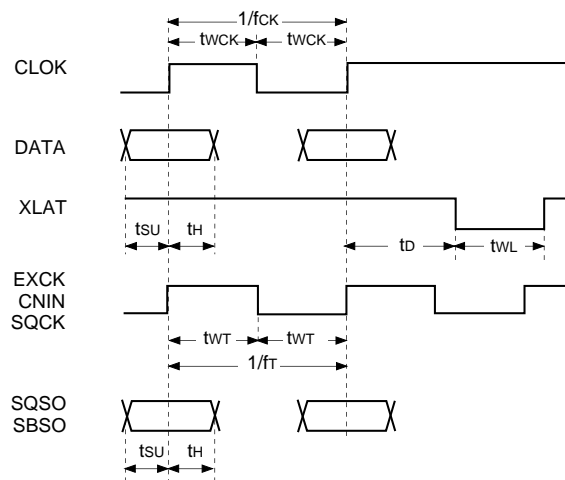 1/fCK
tWCK tWCK
CLOK
DATA
XLAT
tSU tH tD tWL
EXCK
CNIN
SQCK
tWT tWT
1/fT
SQSO
SBSO
tSU tH